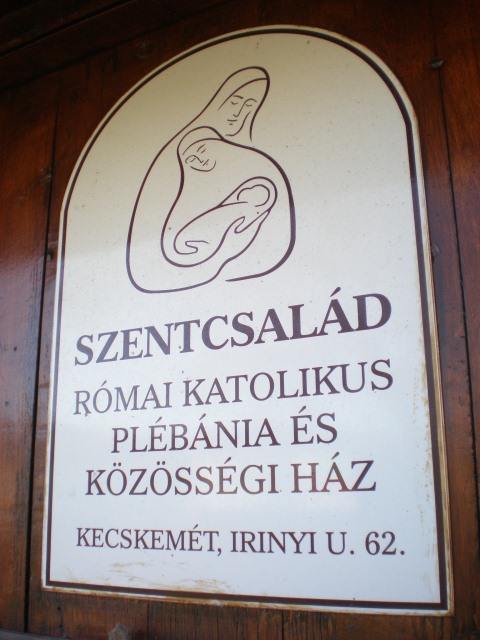 SZENTCSALÁD
RÓMAI KATOLIKUS
PLÉBÁNIA ÉS
KÖZÖSSÉGI HÁZ
KECSKEMÉT, IRINYI U. 62.